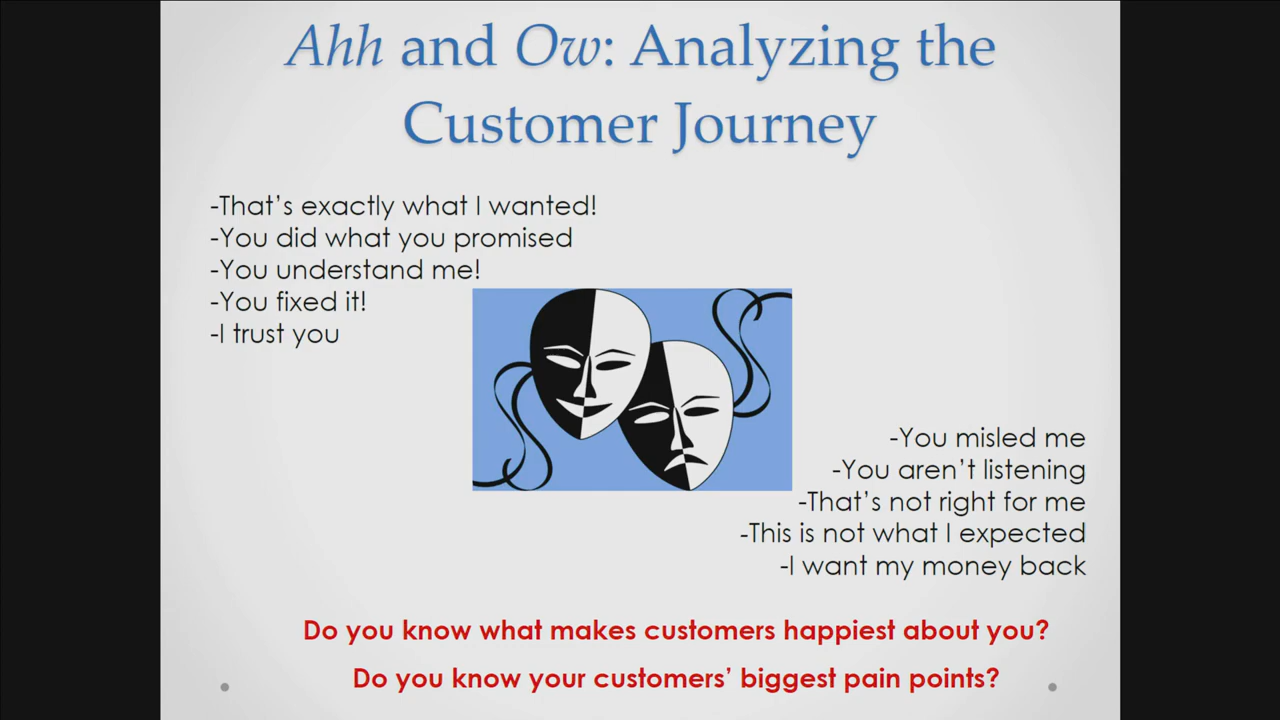 Ahh and Ow: Analyzing the
Customer Journey
-That’s exactly what I wanted!
-You did what you promised
-You understand me!
-You fixed it!
-I trust you
-You misled me
-You aren’t listening
-That’s not right for me
-This is not what I expected
-I want my money back
Do you know what makes customers happiest about you?
Do you know your customers’ biggest pain points?